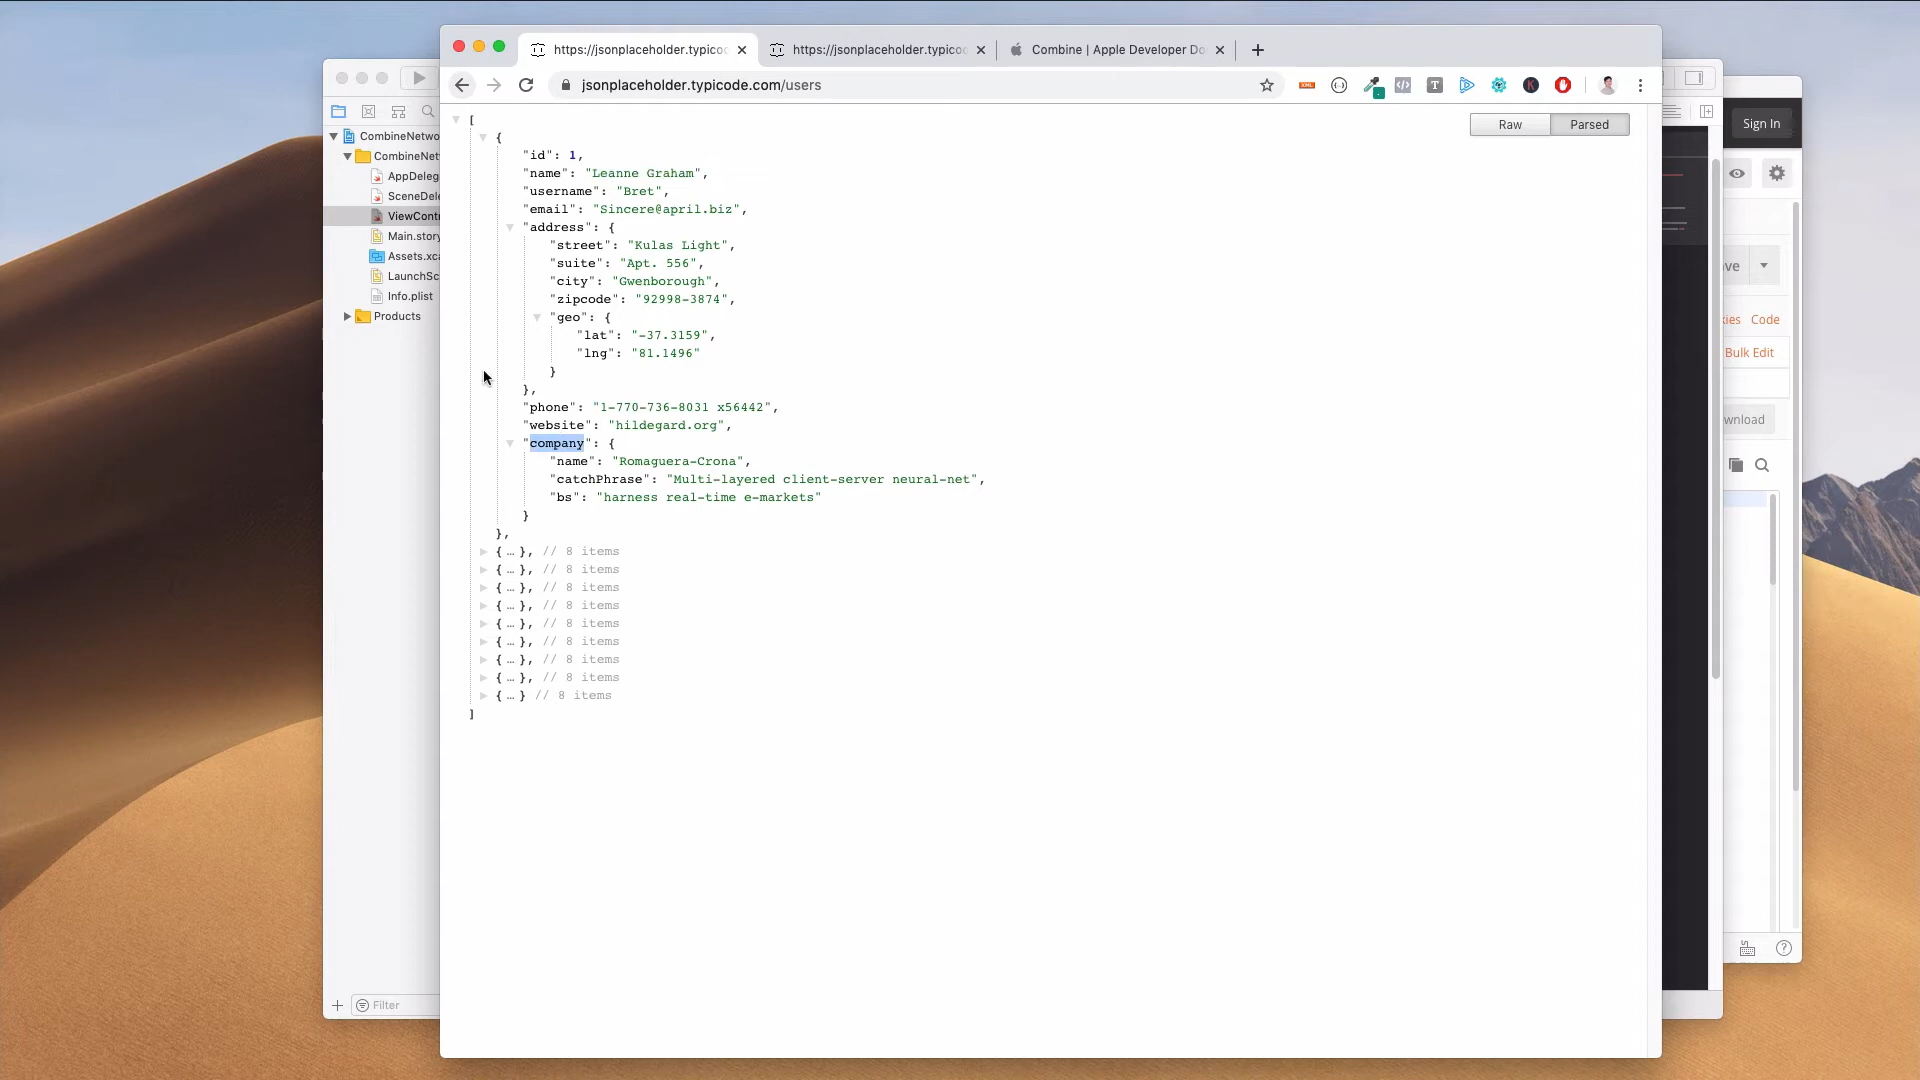 https://jsonplaceholder.typico
https://jsonplaceholder.typico
Combine | Apple Developer Do
jsonplaceholder.typicode.com/users
Raw
Parsed
Sign In
CombineNetwo
CombineNet
AppDeleg
SceneDele
ViewContr
Main.story
Assets.xca
LaunchSc
Info.plist
Products
Filter
[
{
"id": 1,
"name": "Leanne Graham",
"username": "Bret",
"email": "Sincere@april.biz",
"address": {
"street": "Kulas Light",
"suite": "Apt. 556",
"city": "Gwenborough",
"zipcode": "92998-3874",
"geo": {
"lat": "-37.3159",
"lng": "81.1496"
}
},
"phone": "1-770-736-8031 x56442",
"website": "hildegard.org",
"company": {
"name": "Romaguera-Crona",
"catchPhrase": "Multi-layered client-server neural-net",
"bs": "harness real-time e-markets"
}
},
{ … }, // 8 items
{ … }, // 8 items
{ … }, // 8 items
{ … }, // 8 items
{ … }, // 8 items
{ … }, // 8 items
{ … }, // 8 items
{ … }, // 8 items
{ … } // 8 items
]
ve
ies Code
Bulk Edit
wnload